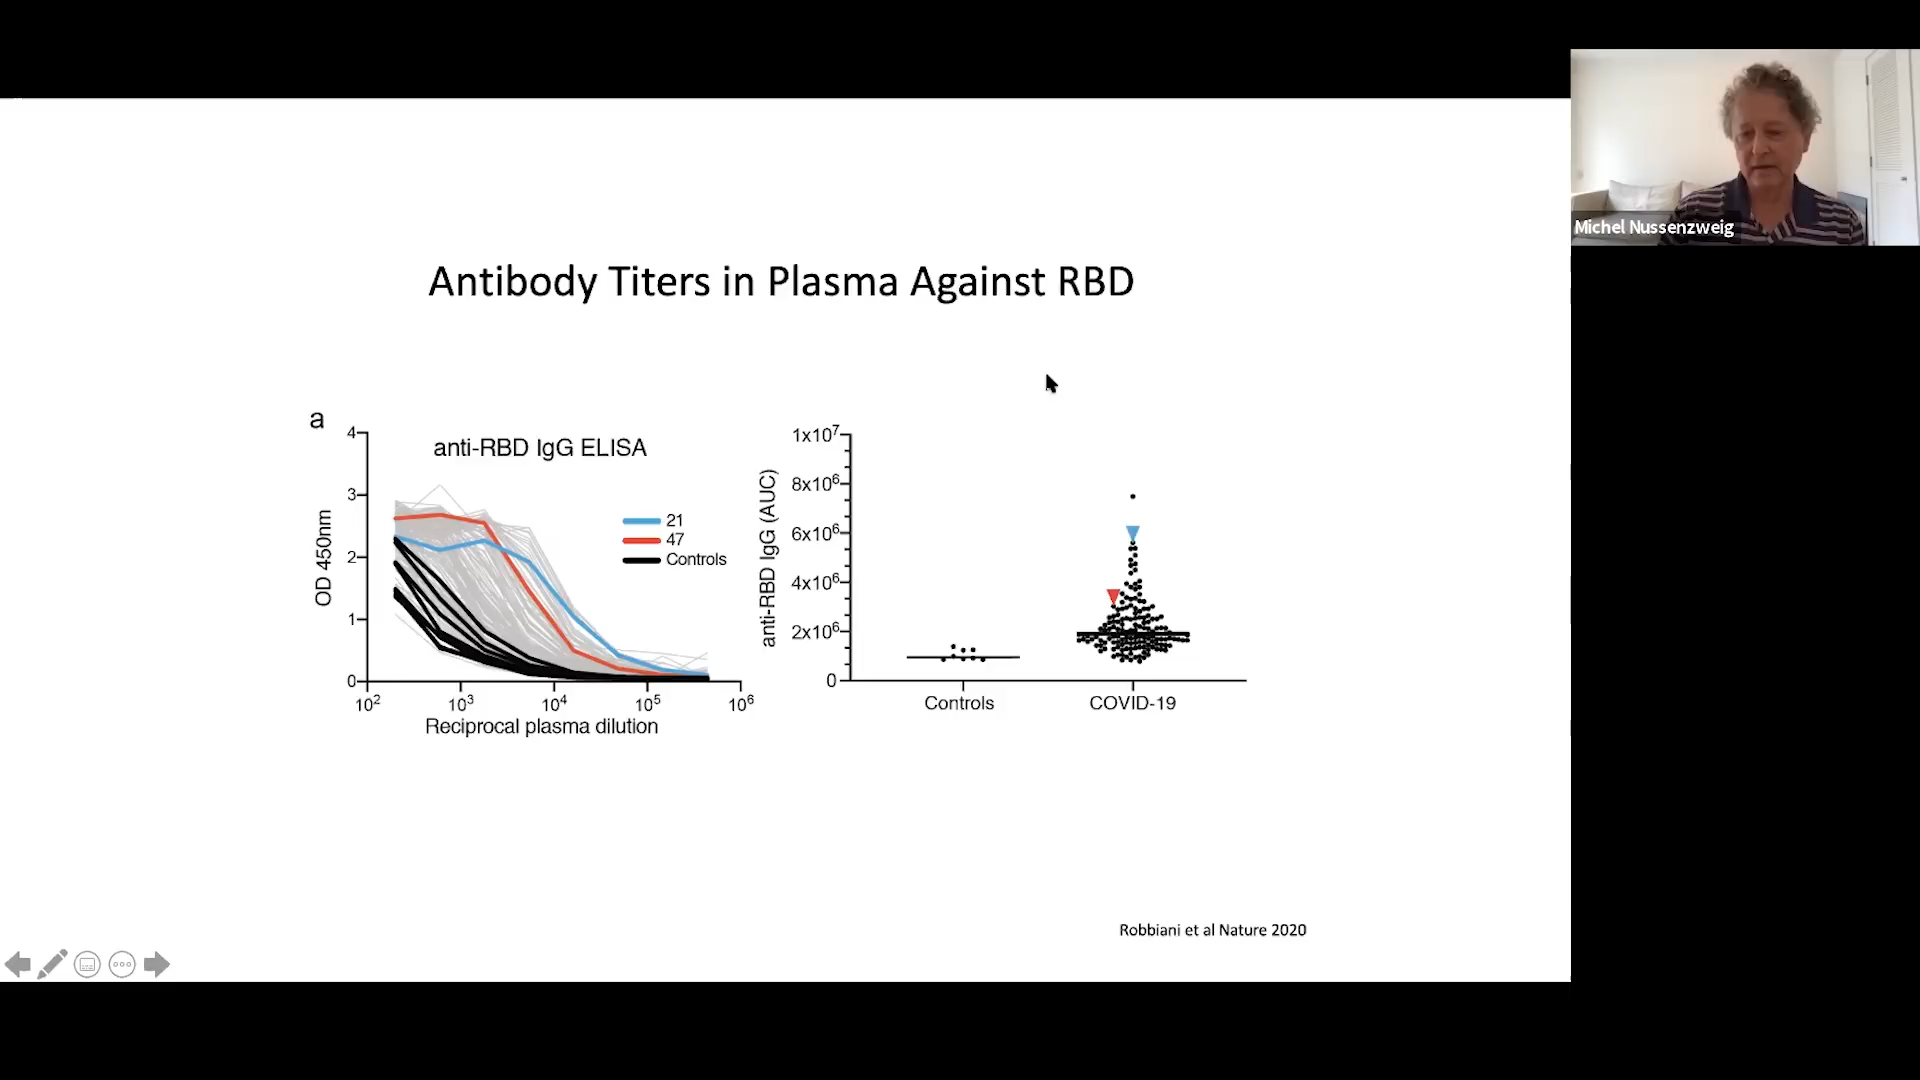 Michel Nussenzweig
Antibody Titers in Plasma Against RBD
a
anti-RBD IgG ELISA
OD 450nm
4
3
2
1
0
10²
10³
10⁴
10⁵
10⁶
Reciprocal plasma dilution
21
47
Controls
anti-RBD IgG (AUC)
1x10⁷
8x10⁶
6x10⁶
4x10⁶
2x10⁶
0
Controls
COVID-19
Robbiani et al Nature 2020